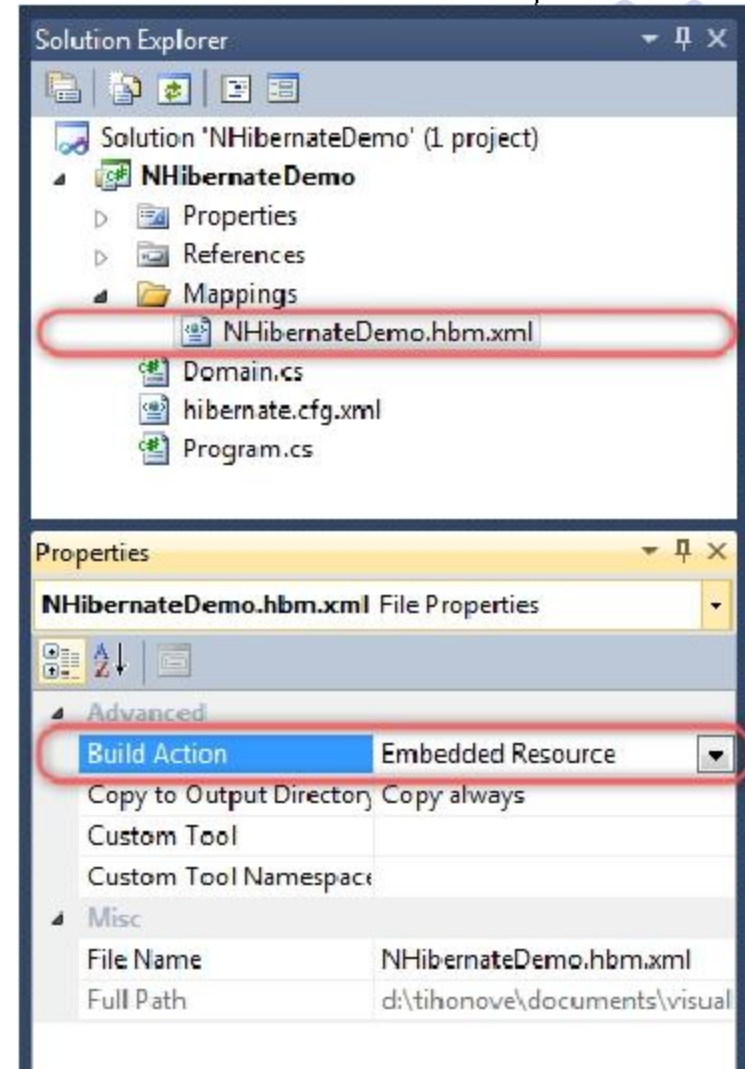 Solution Explorer
Solution 'NHibernateDemo' (1 project)
NHibernateDemo
Properties
References
Mappings
NHibernateDemo.hbm.xml
Domain.cs
hibernate.cfg.xml
Program.cs
Properties
NHibernateDemo.hbm.xml File Properties
Advanced
Build Action Embedded Resource
Copy to Output Directory Copy always
Custom Tool
Custom Tool Namespace
Misc
File Name NHibernateDemo.hbm.xml
Full Path d:\tihonove\documents\visual